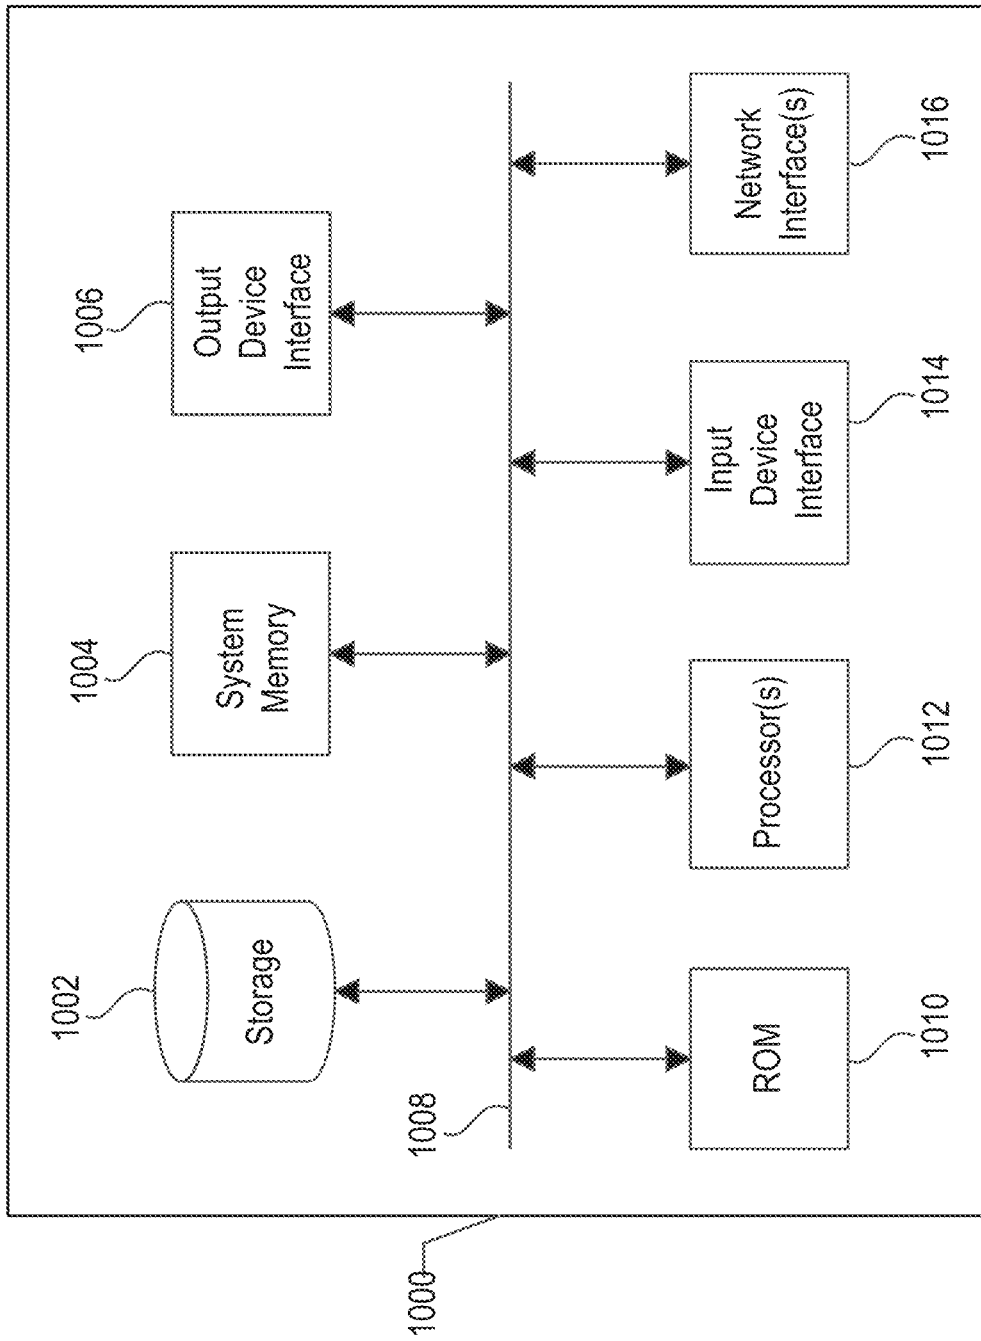 1000
1002
Storage
1004
System
Memory
1006
Output
Device
Interface
1008
1010
ROM
1012
Processor(s)
1014
Input
Device
Interface
1016
Network
Interface(s)